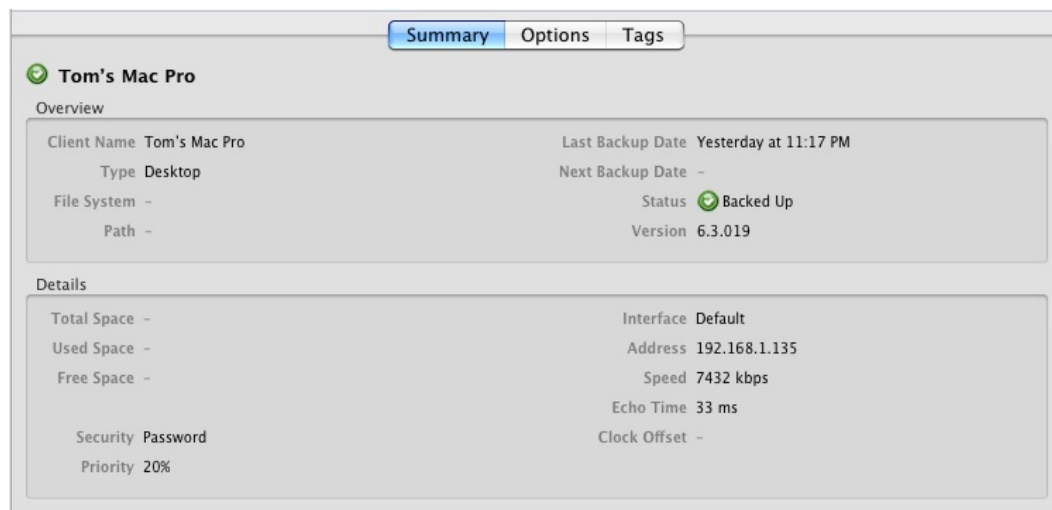 Summary Options Tags
Tom's Mac Pro
Overview
Client Name Tom's Mac Pro Last Backup Date Yesterday at 11:17 PM
Type Desktop Next Backup Date -
File System - Status Backed Up
Path - Version 6.3.019
Details
Total Space - Interface Default
Used Space - Address 192.168.1.135
Free Space - Speed 7432 kbps
Echo Time 33 ms
Security Password Clock Offset -
Priority 20%